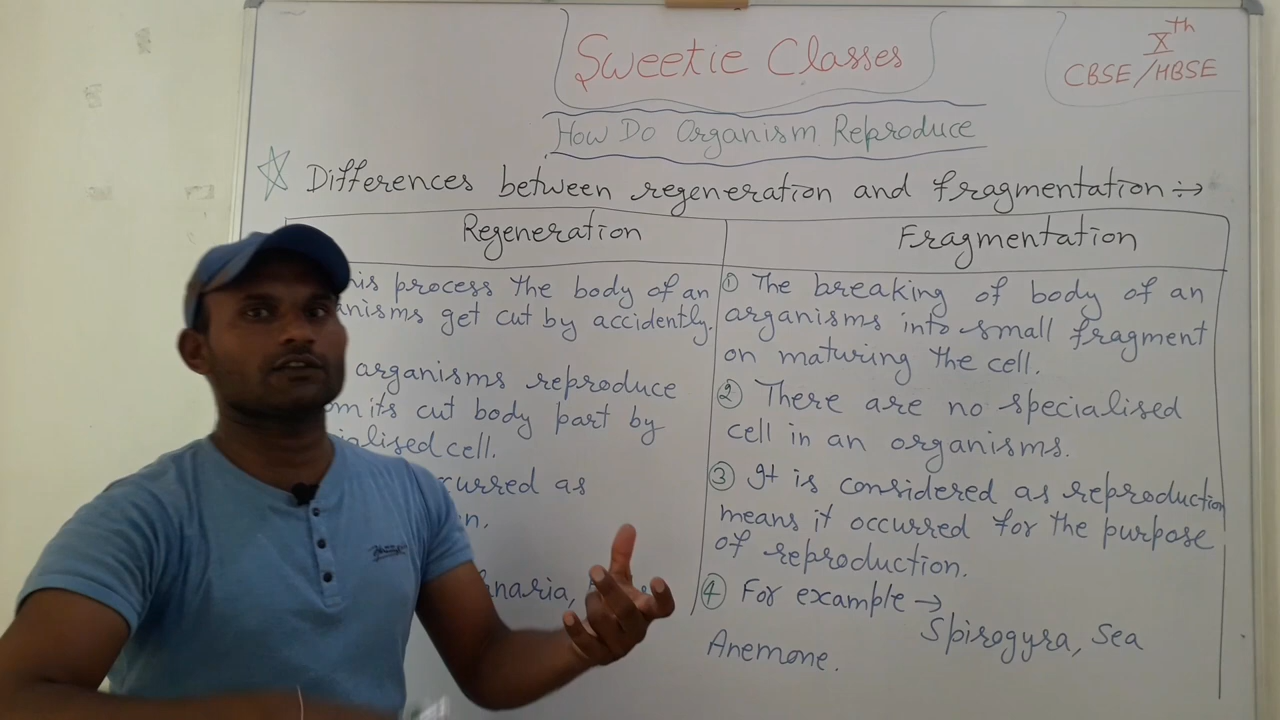 Sweetie Classes
Xth
CBSE/HBSE
How Do Organism Reproduce
Differences between regeneration and fragmentation :→
Regeneration
Fragmentation
process the body of an
get cut by accidently.
organisms reproduce
its cut body part by
cell.
as
① The breaking of body of an
organisms into small fragment
on maturing the cell.
② There are no specialised
cell in an organisms.
③ It is considered as reproduction
means it occurred for the purpose
of reproduction.
④ For example →
Spirogyra, Sea
Anemone.